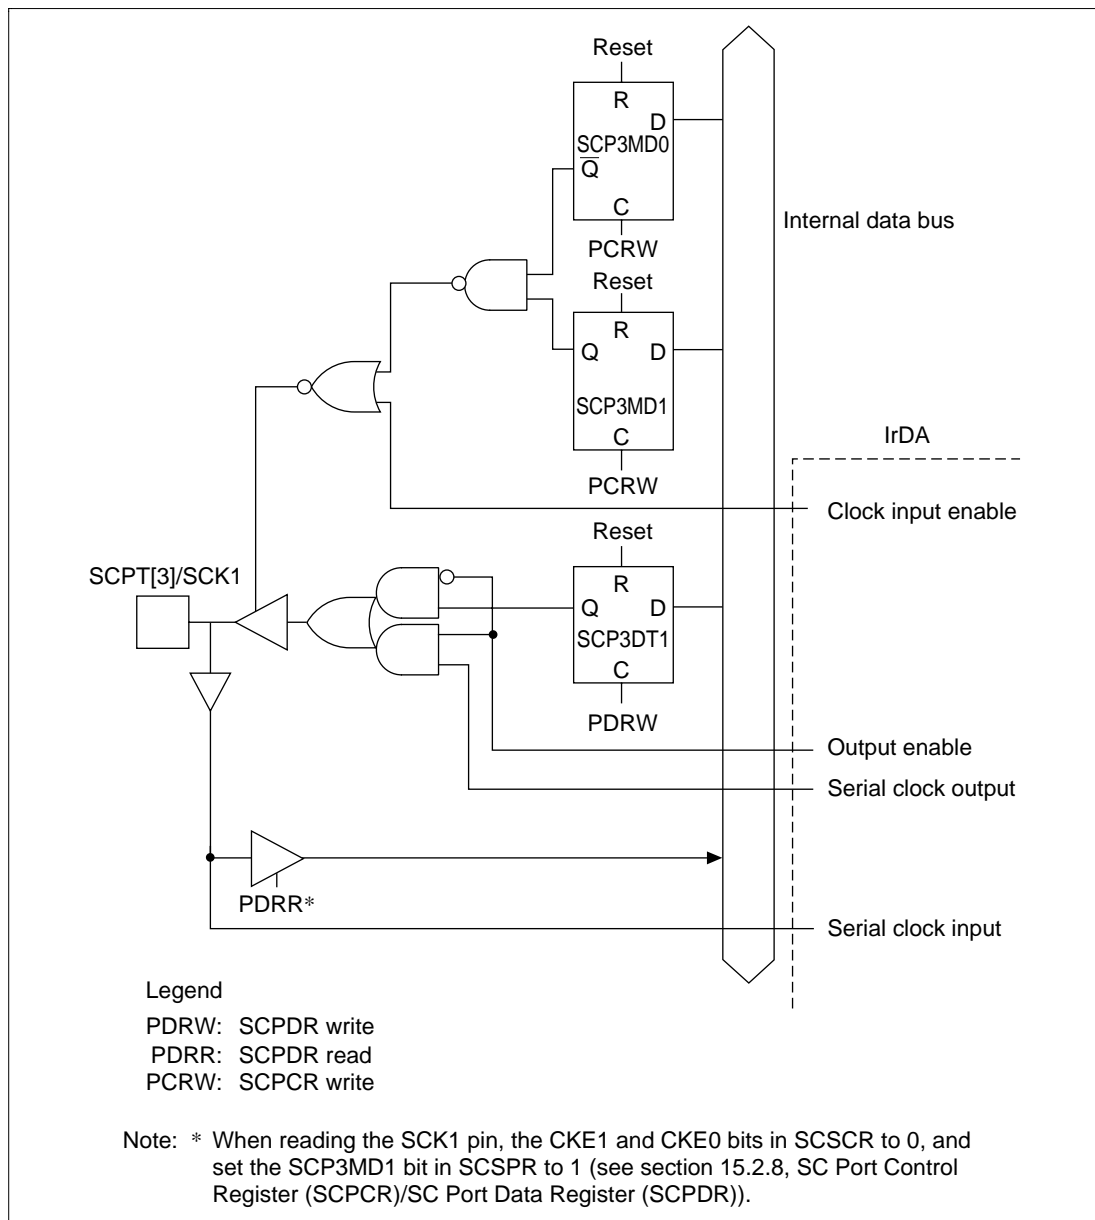 Reset
R
D
SCP3MD0
Q̅
C
PCRW
Internal data bus
Reset
R
Q D
SCP3MD1
C
PCRW
IrDA
Clock input enable
Reset
SCPT[3]/SCK1
R
Q D
SCP3DT1
C
PDRW
Output enable
Serial clock output
PDRR*
Serial clock input
Legend
PDRW: SCPDR write
PDRR: SCPDR read
PCRW: SCPCR write
Note: * When reading the SCK1 pin, the CKE1 and CKE0 bits in SCSCR to 0, and
set the SCP3MD1 bit in SCSPR to 1 (see section 15.2.8, SC Port Control
Register (SCPCR)/SC Port Data Register (SCPDR)).